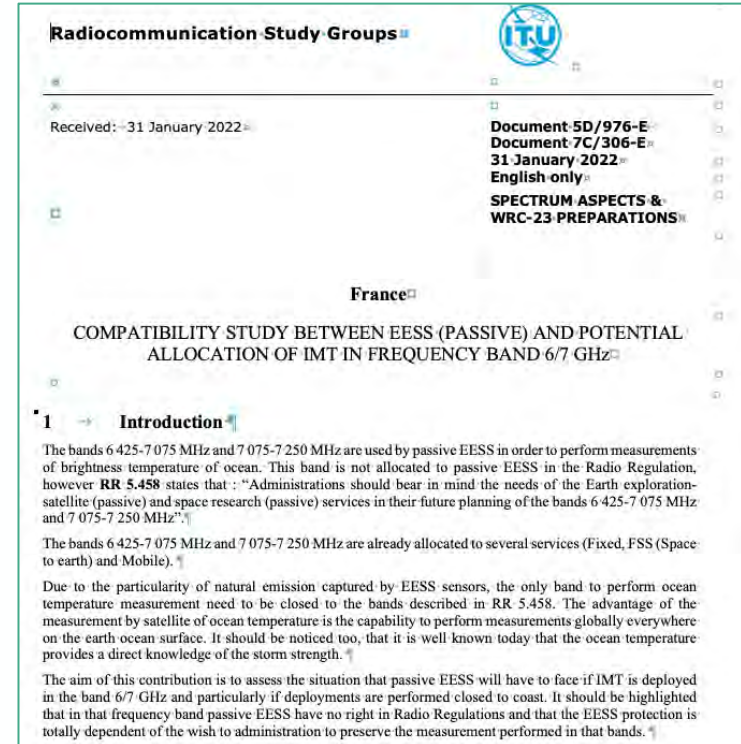 Radiocommunication Study Groups
ITU
Received: 31 January 2022
Document 5D/976-E
Document 7C/306-E
31 January 2022
English only
SPECTRUM ASPECTS &
WRC-23 PREPARATIONS
France
COMPATIBILITY STUDY BETWEEN EESS (PASSIVE) AND POTENTIAL
ALLOCATION OF IMT IN FREQUENCY BAND 6/7 GHz
1 → Introduction¶
The bands 6 425-7 075 MHz and 7 075-7 250 MHz are used by passive EESS in order to perform measurements
of brightness temperature of ocean. This band is not allocated to passive EESS in the Radio Regulation,
however RR 5.458 states that : “Administrations should bear in mind the needs of the Earth exploration-
satellite (passive) and space research (passive) services in their future planning of the bands 6 425-7 075 MHz
and 7 075-7 250 MHz”.¶
The bands 6 425-7 075 MHz and 7 075-7 250 MHz are already allocated to several services (Fixed, FSS (Space
to earth) and Mobile). ¶
Due to the particularity of natural emission captured by EESS sensors, the only band to perform ocean
temperature measurement need to be closed to the bands described in RR 5.458. The advantage of the
measurement by satellite of ocean temperature is the capability to perform measurements globally everywhere
on the earth ocean surface. It should be noticed too, that it is well known today that the ocean temperature
provides a direct knowledge of the storm strength. ¶
The aim of this contribution is to assess the situation that passive EESS will have to face if IMT is deployed
in the band 6/7 GHz and particularly if deployments are performed closed to coast. It should be highlighted
that in that frequency band passive EESS have no right in Radio Regulations and that the EESS protection is
totally dependent of the wish to administration to preserve the measurement performed in that bands. ¶